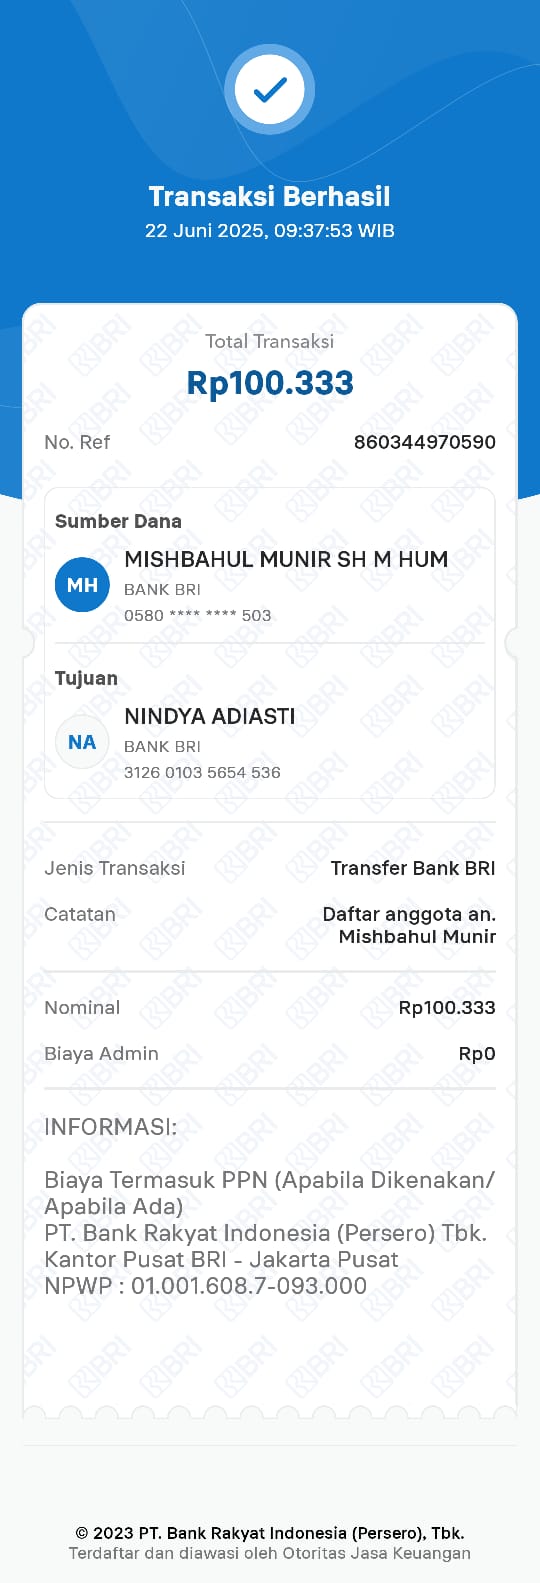 Transaksi Berhasil
22 Juni 2025, 09:37:53 WIB
Total Transaksi
Rp100.333
No. Ref 860344970590
Sumber Dana
MH MISHBAHUL MUNIR SH M HUM
BANK BRI
0580 **** **** 503
Tujuan
NA NINDYA ADIASTI
BANK BRI
3126 0103 5654 536
Jenis Transaksi Transfer Bank BRI
Catatan Daftar anggota an.
Mishbahul Munir
Nominal Rp100.333
Biaya Admin Rp0
INFORMASI:
Biaya Termasuk PPN (Apabila Dikenakan/
Apabila Ada)
PT. Bank Rakyat Indonesia (Persero) Tbk.
Kantor Pusat BRI - Jakarta Pusat
NPWP : 01.001.608.7-093.000
© 2023 PT. Bank Rakyat Indonesia (Persero), Tbk.
Terdaftar dan diawasi oleh Otoritas Jasa Keuangan